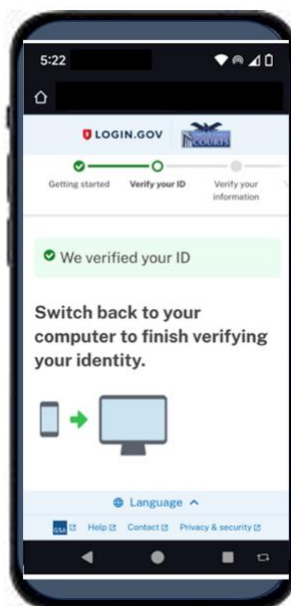 5:22
LOGIN.GOV COURTS
Getting started Verify your ID Verify your
information
We verified your ID
Switch back to your
computer to finish verifying
your identity.
Language
GSA Help Contact Privacy & security